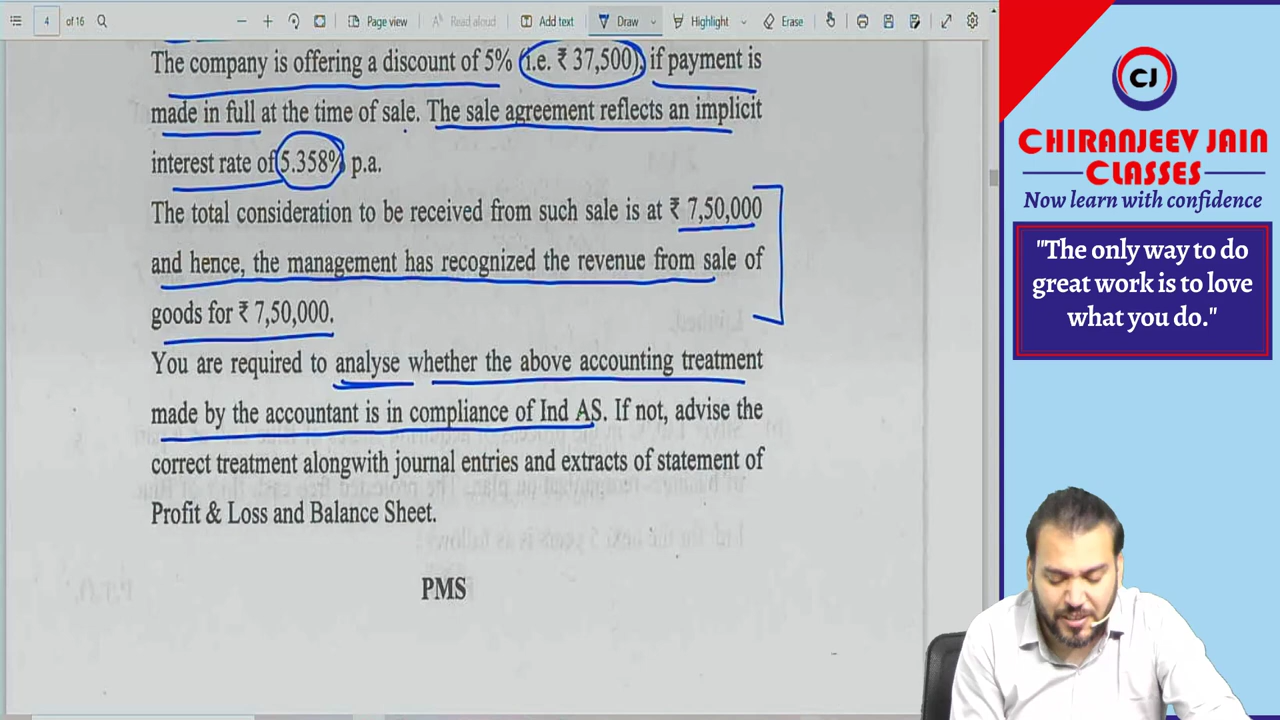 4 of 16
Page view
Read aloud
Add text
Draw
Highlight
Erase
The company is offering a discount of 5% (i.e. ₹ 37,500), if payment is
made in full at the time of sale. The sale agreement reflects an implicit
interest rate of 5.358% p.a.
The total consideration to be received from such sale is at ₹ 7,50,000
and hence, the management has recognized the revenue from sale of
goods for ₹ 7,50,000.
You are required to analyse whether the above accounting treatment
made by the accountant is in compliance of Ind AS. If not, advise the
correct treatment alongwith journal entries and extracts of statement of
Profit & Loss and Balance Sheet.
PMS
CJ
CHIRANJEEV JAIN
CLASSES
Now learn with confidence
"The only way to do
great work is to love
what you do."